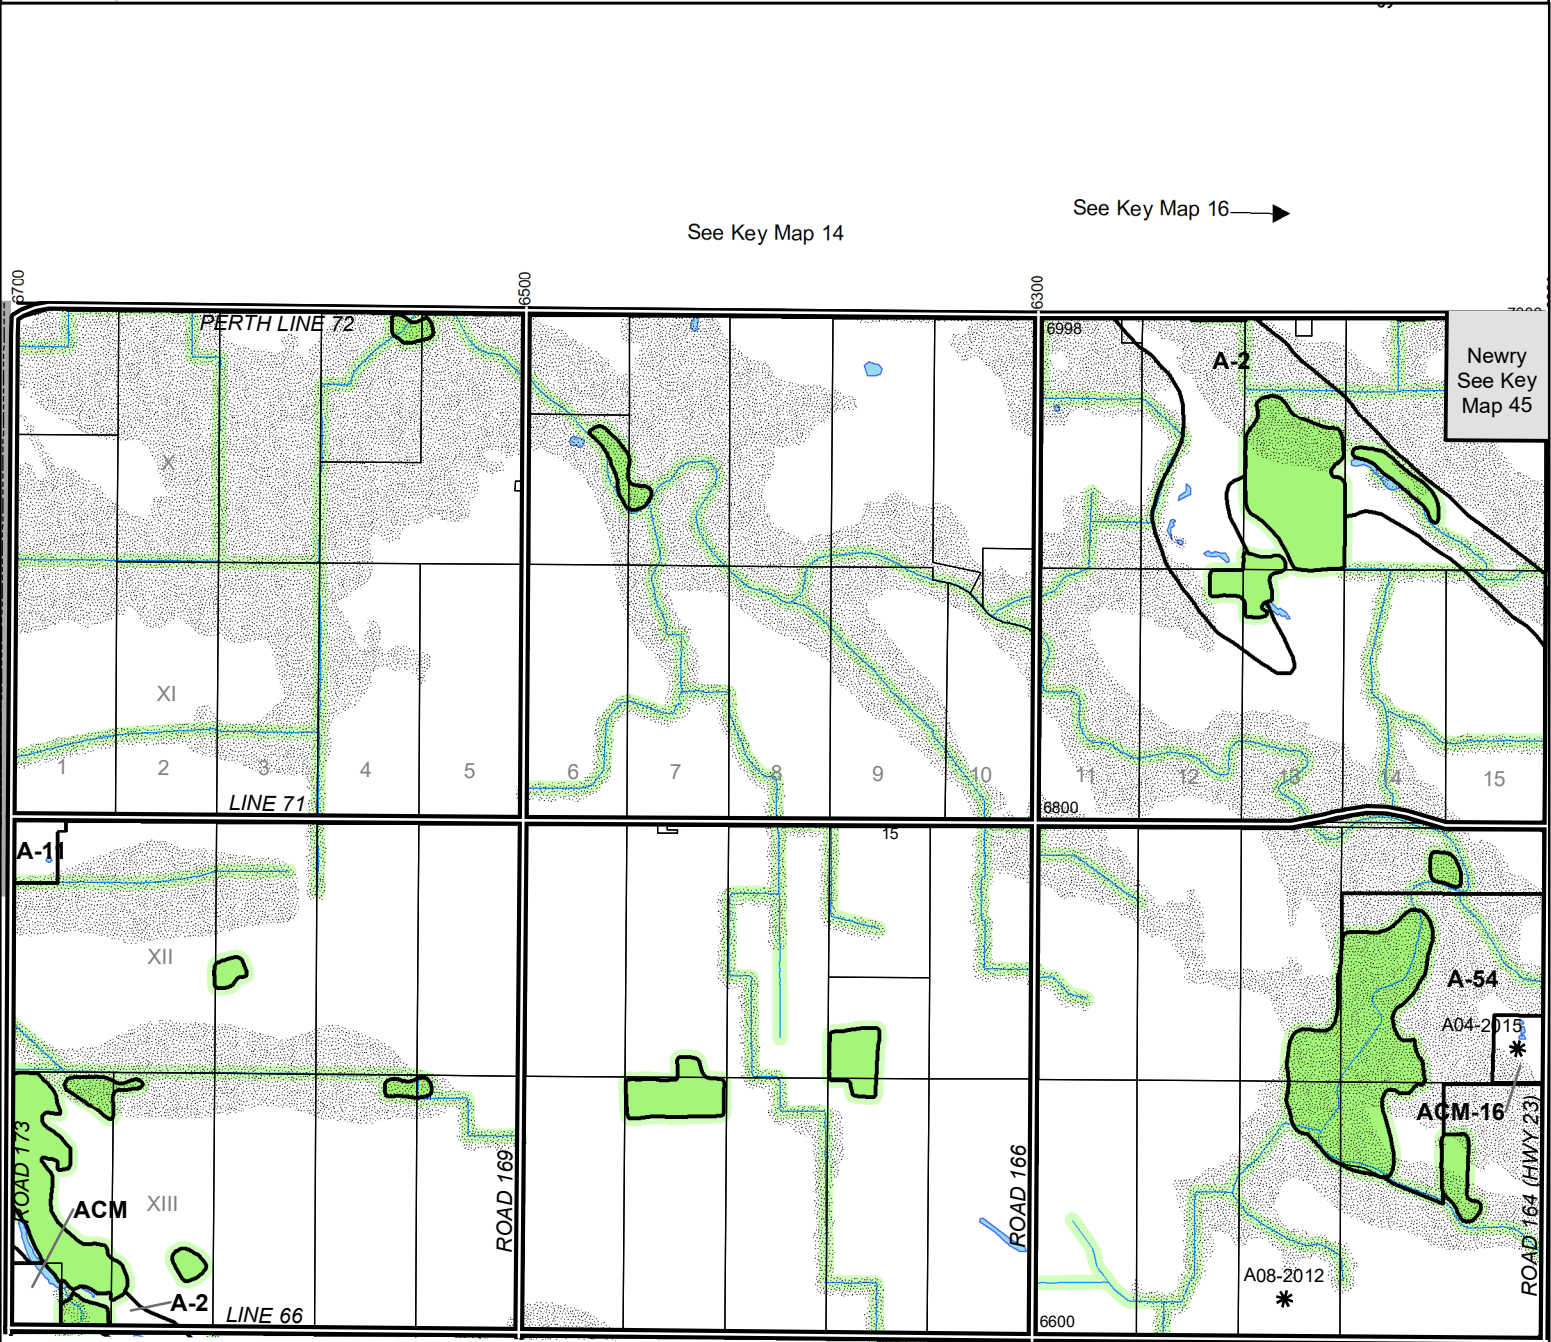 See Key Map 16
See Key Map 14
6700
6500
6300
PERTH LINE 72
6998
A-2
Newry
See Key
Map 45
X
XI
1
2
3
4
5
6
7
8
9
10
11
12
13
14
15
LINE 71
6800
A-11
15
XII
A-54
A04-2015
ACM-16
ROAD 173
ROAD 169
ROAD 166
ROAD 164 (HWY 23)
ACM
XIII
A08-2012
A-2
LINE 66
6600